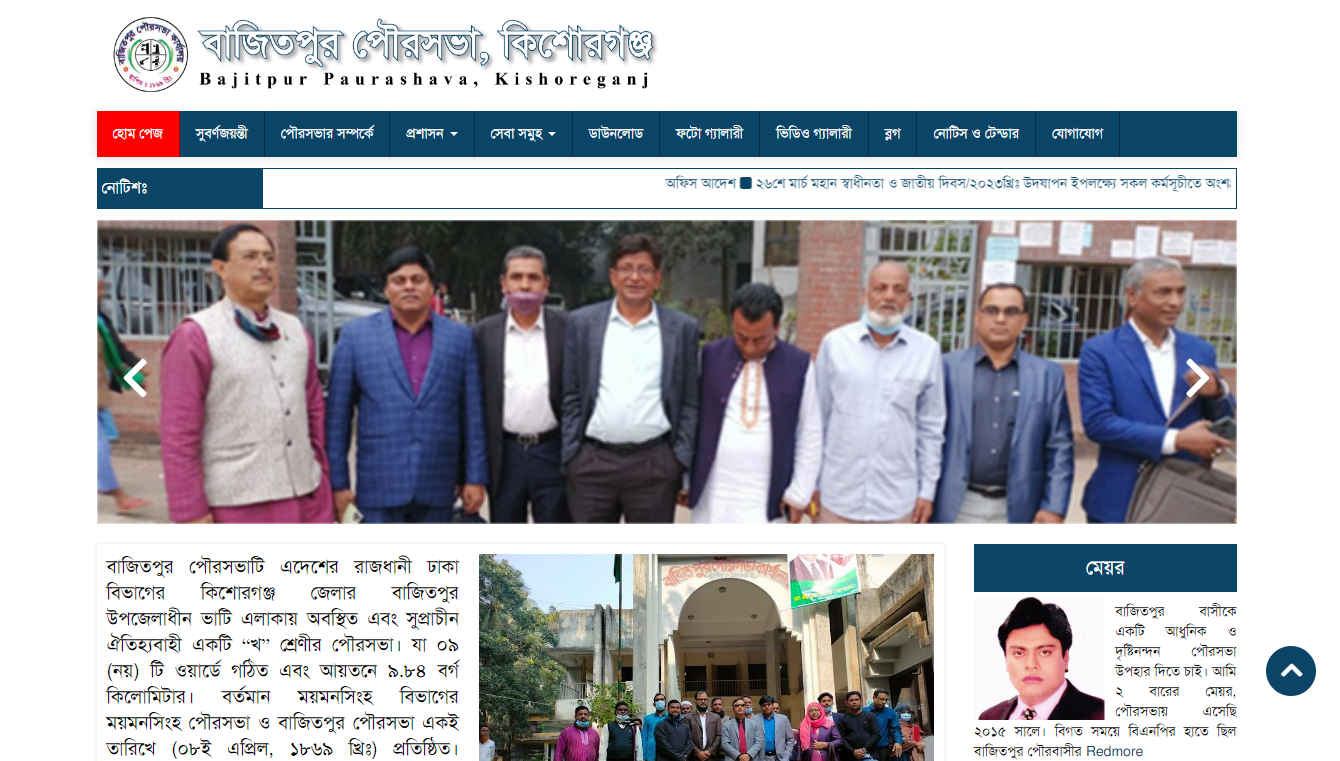 বাজিতপুর পৌরসভা, কিশোরগঞ্জ
Bajitpur Paurashava, Kishoreganj
হোম পেজ
সুবর্ণজয়ন্তী
পৌরসভার সম্পর্কে
প্রশাসন
সেবা সমুহ
ডাউনলোড
ফটো গ্যালারী
ভিডিও গ্যালারী
ব্লগ
নোটিস ও টেন্ডার
যোগাযোগ
নোটিশঃ
অফিস আদেশ ২৬শে মার্চ মহান স্বাধীনতা ও জাতীয় দিবস/২০২৩খ্রিঃ উদযাপন ইপলক্ষ্যে সকল কর্মসূচীতে
বাজিতপুর পৌরসভাটি এদেশের রাজধানী ঢাকা
বিভাগের কিশোরগঞ্জ জেলার বাজিতপুর
উপজেলাধীন ভাটি এলাকায় অবস্থিত এবং সুপ্রাচীন
ঐতিহ্যবাহী একটি “খ” শ্রেণীর পৌরসভা। যা ০৯
(নয়) টি ওয়ার্ডে গঠিত এবং আয়তনে ৯.৮৪ বর্গ
কিলোমিটার। বর্তমান ময়মনসিংহ বিভাগের
ময়মনসিংহ পৌরসভা ও বাজিতপুর পৌরসভা একই
তারিখে (০৮ই এপ্রিল, ১৮৬৯ খ্রিঃ) প্রতিষ্ঠিত।
বাজিতপুর পৌরসভা কার্যালয়
মেয়র
বাজিতপুর বাসীকে
একটি আধুনিক ও
দৃষ্টিনন্দন পৌরসভা
উপহার দিতে চাই। আমি
২ বারের মেয়র,
পৌরসভায় এসেছি
২০১৫ সালে। বিগত সময়ে বিএনপির হাতে ছিল
বাজিতপুর পৌরবাসীর Redmore